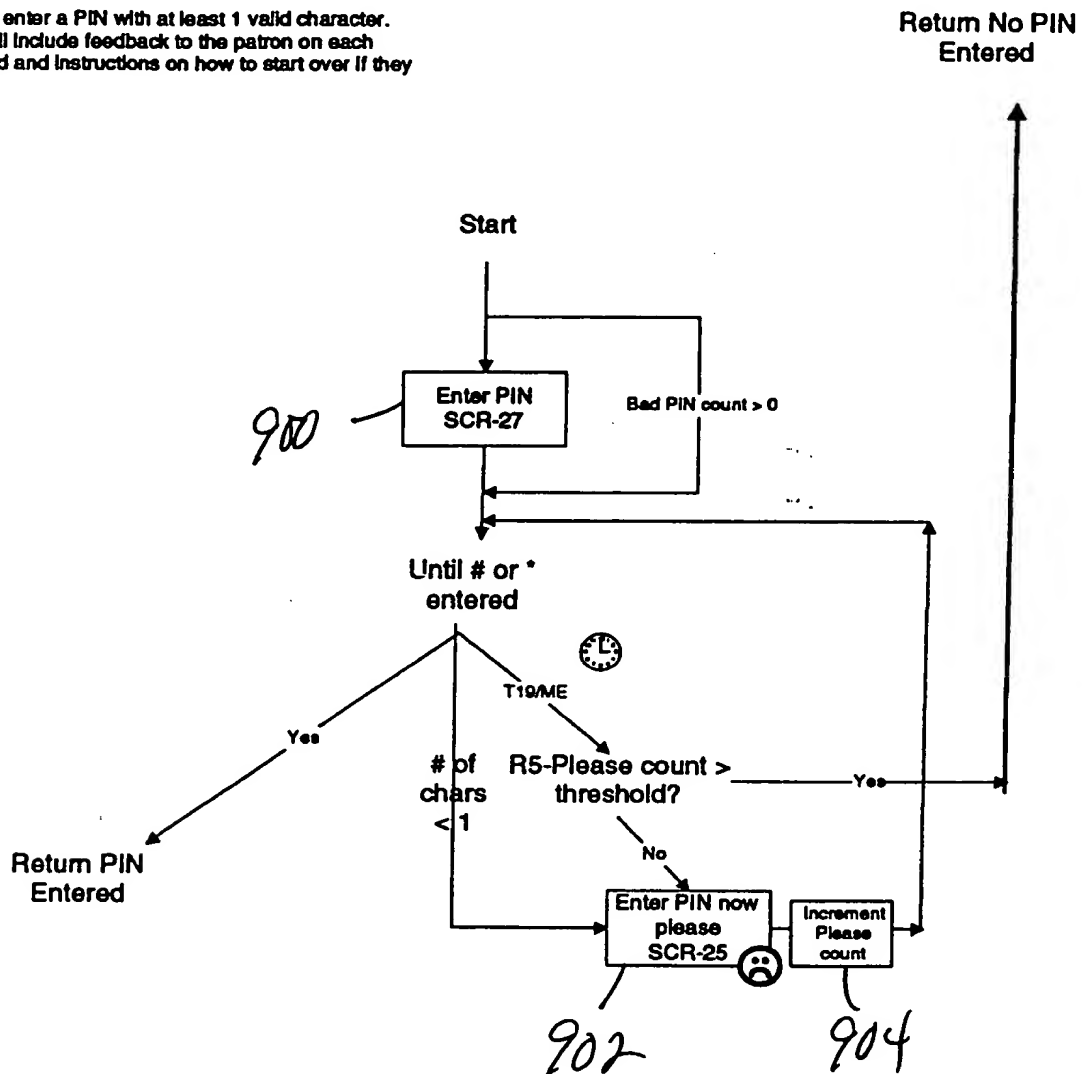 enter a PIN with at least 1 valid character.
ll include feedback to the patron on each
d and instructions on how to start over if they
Return No PIN
Entered
Start
Enter PIN
SCR-27
Bad PIN count > 0
900
Until # or *
entered
T19/ME
Yes
# of
chars
< 1
R5-Please count >
threshold?
Yes
No
Return PIN
Entered
Enter PIN now
please
SCR-25
Increment
Please
count
902
904